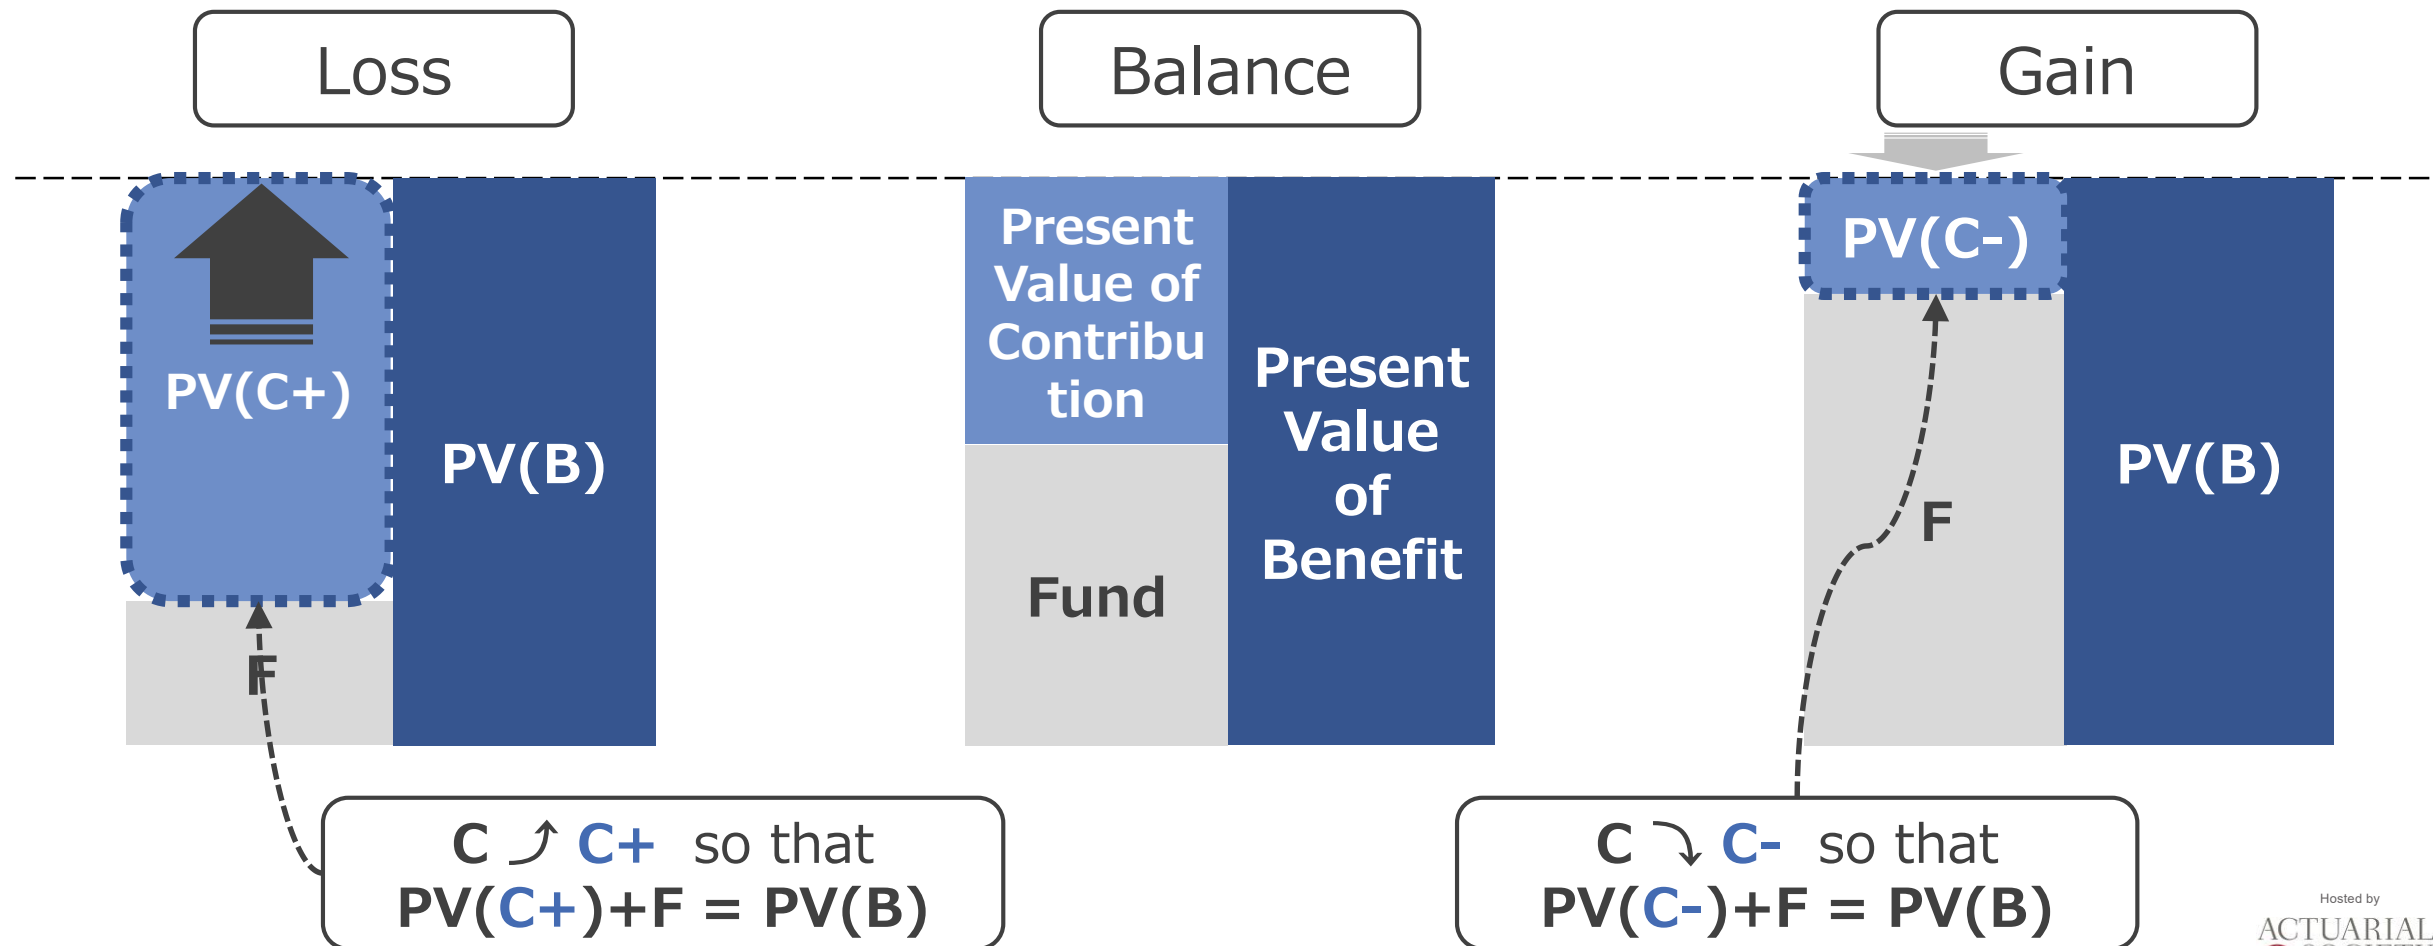 Loss
Balance
Gain
PV(C+)
PV(B)
F
Present
Value of
Contribu
tion
Fund
Present
Value
of
Benefit
PV(C-)
F
PV(B)
C C+ so that
PV(C+)+F = PV(B)
C C- so that
PV(C-)+F = PV(B)
Hosted by
ACTUARIAL